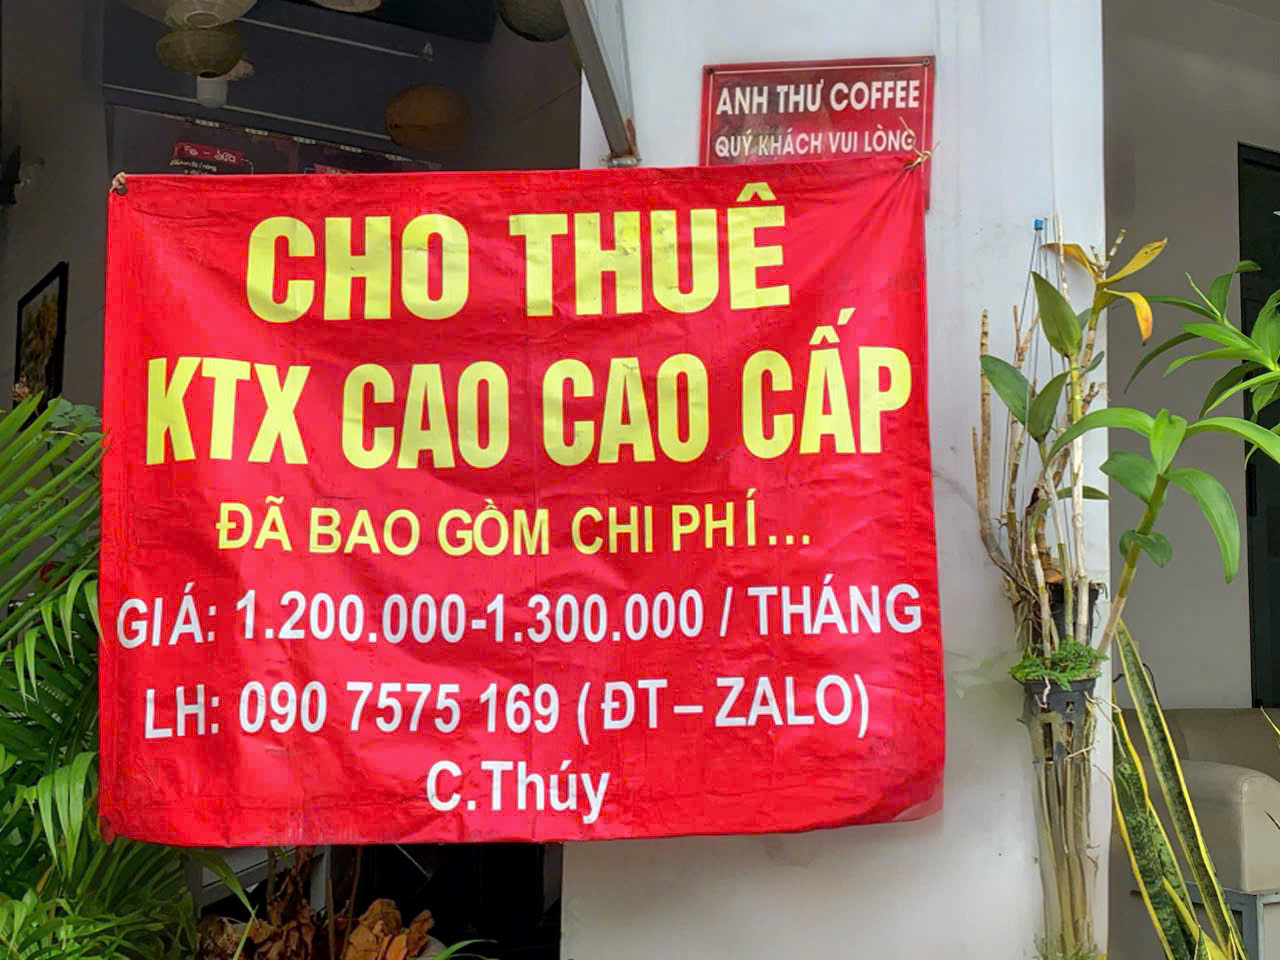 ANH THƯ COFFEE
QUÝ KHÁCH VUI LÒNG
CHO THUÊ
KTX CAO CAO CẤP
ĐÃ BAO GỒM CHI PHÍ...
GIÁ: 1.200.000-1.300.000 / THÁNG
LH: 090 7575 169 ( ĐT – ZALO)
C.Thúy